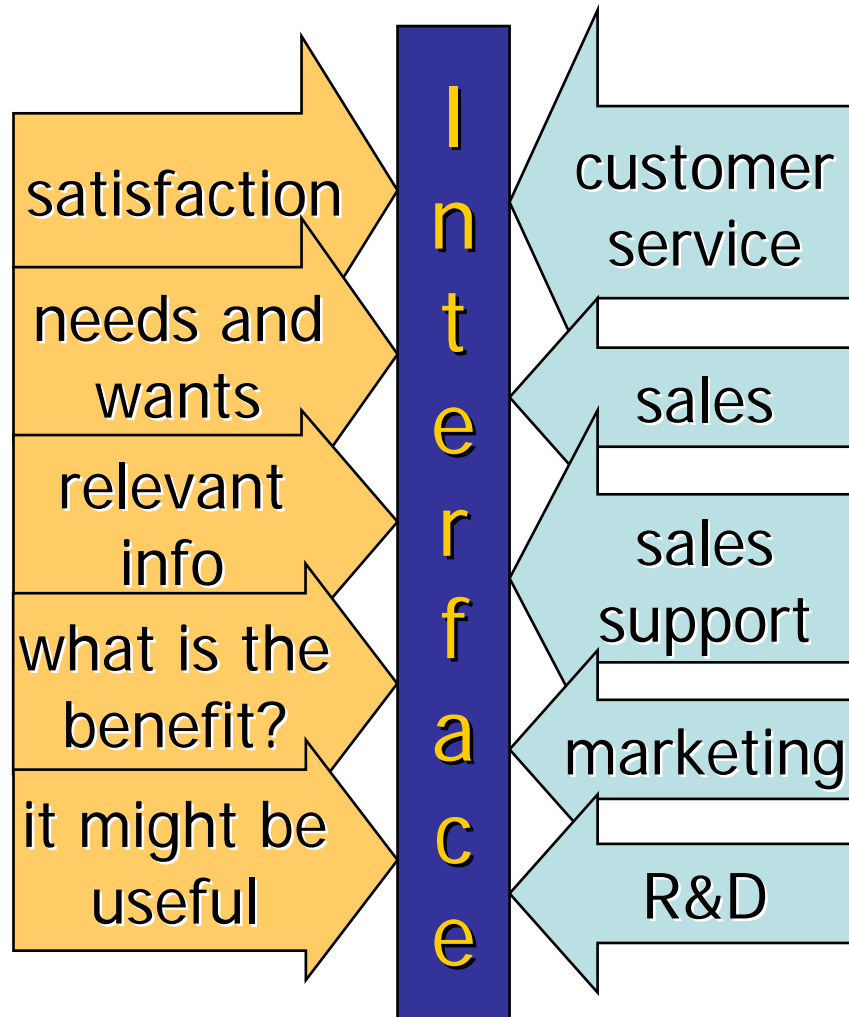 satisfaction
needs and
wants
relevant
info
what is the
benefit?
it might be
useful
Interface
customer
service
sales
sales
support
marketing
R&D